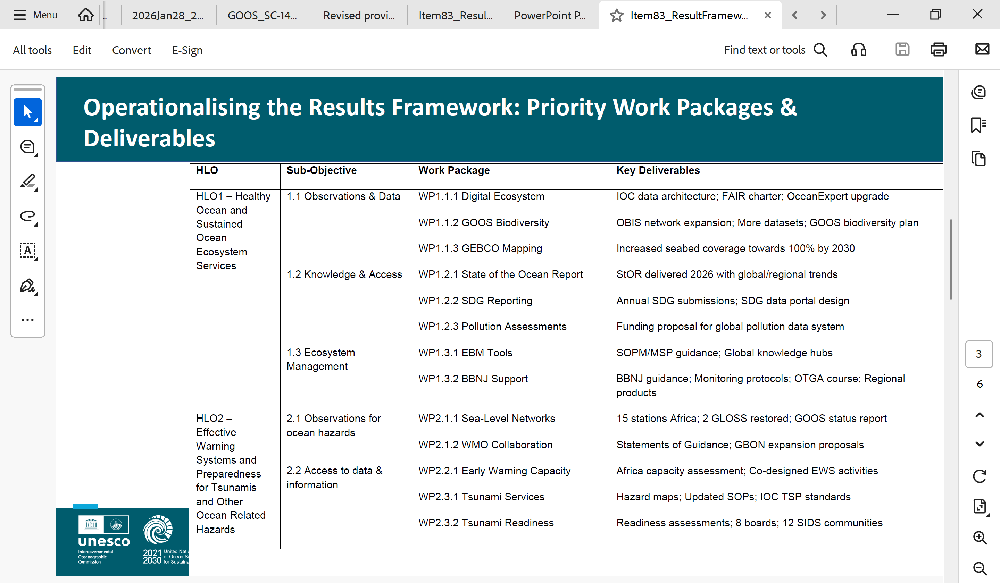 Menu
2026Jan28_2...
GOOS_SC-14...
Revised provi...
Item83_Resul...
PowerPoint P...
Item83_ResultFramew...
All tools
Edit
Convert
E-Sign
Find text or tools
Operationalising the Results Framework: Priority Work Packages &
Deliverables
HLO
Sub-Objective
Work Package
Key Deliverables
HLO1 – Healthy
Ocean and
Sustained
Ocean
Ecosystem
Services
1.1 Observations & Data
WP1.1.1 Digital Ecosystem
IOC data architecture; FAIR charter; OceanExpert upgrade
WP1.1.2 GOOS Biodiversity
OBIS network expansion; More datasets; GOOS biodiversity plan
WP1.1.3 GEBCO Mapping
Increased seabed coverage towards 100% by 2030
1.2 Knowledge & Access
WP1.2.1 State of the Ocean Report
StOR delivered 2026 with global/regional trends
WP1.2.2 SDG Reporting
Annual SDG submissions; SDG data portal design
WP1.2.3 Pollution Assessments
Funding proposal for global pollution data system
1.3 Ecosystem
Management
WP1.3.1 EBM Tools
SOPM/MSP guidance; Global knowledge hubs
WP1.3.2 BBNJ Support
BBNJ guidance; Monitoring protocols; OTGA course; Regional
products
HLO2 –
Effective
Warning
Systems and
Preparedness
for Tsunamis
and Other
Ocean Related
Hazards
2.1 Observations for
ocean hazards
WP2.1.1 Sea-Level Networks
15 stations Africa; 2 GLOSS restored; GOOS status report
WP2.1.2 WMO Collaboration
Statements of Guidance; GBON expansion proposals
2.2 Access to data &
information
WP2.2.1 Early Warning Capacity
Africa capacity assessment; Co-designed EWS activities
WP2.3.1 Tsunami Services
Hazard maps; Updated SOPs; IOC TSP standards
WP2.3.2 Tsunami Readiness
Readiness assessments; 8 boards; 12 SIDS communities
unesco
Intergovernmental
Oceanographic
Commission
2021
2030
United Natio
of Ocean Sc
for Sustaina
3
6